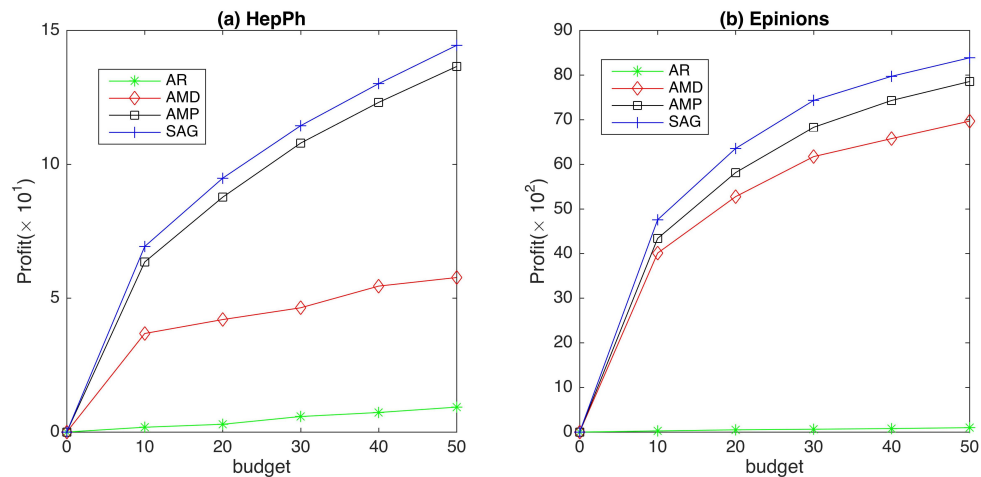 (a) HepPh
15
10
5
0
Profit(× 10¹)
AR
AMD
AMP
SAG
0 10 20 30 40 50
budget
(b) Epinions
90
80
70
60
50
40
30
20
10
0
Profit(× 10²)
AR
AMD
AMP
SAG
0 10 20 30 40 50
budget